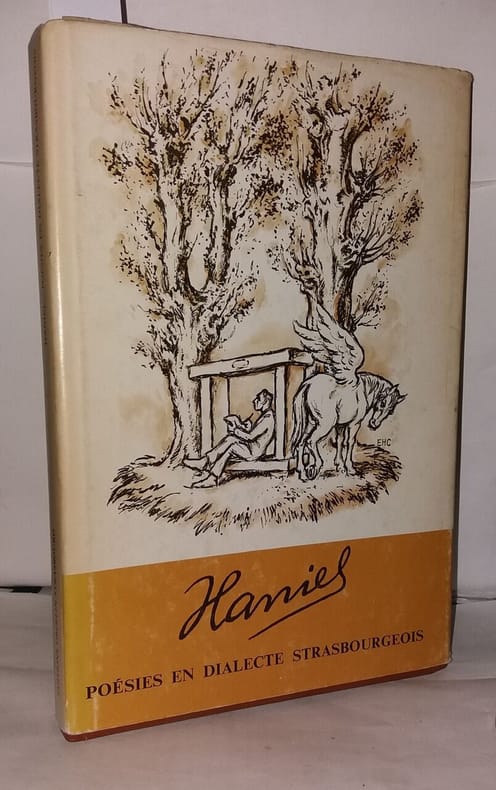 EHC
Haniel
POÉSIES EN DIALECTE STRASBOURGEOIS